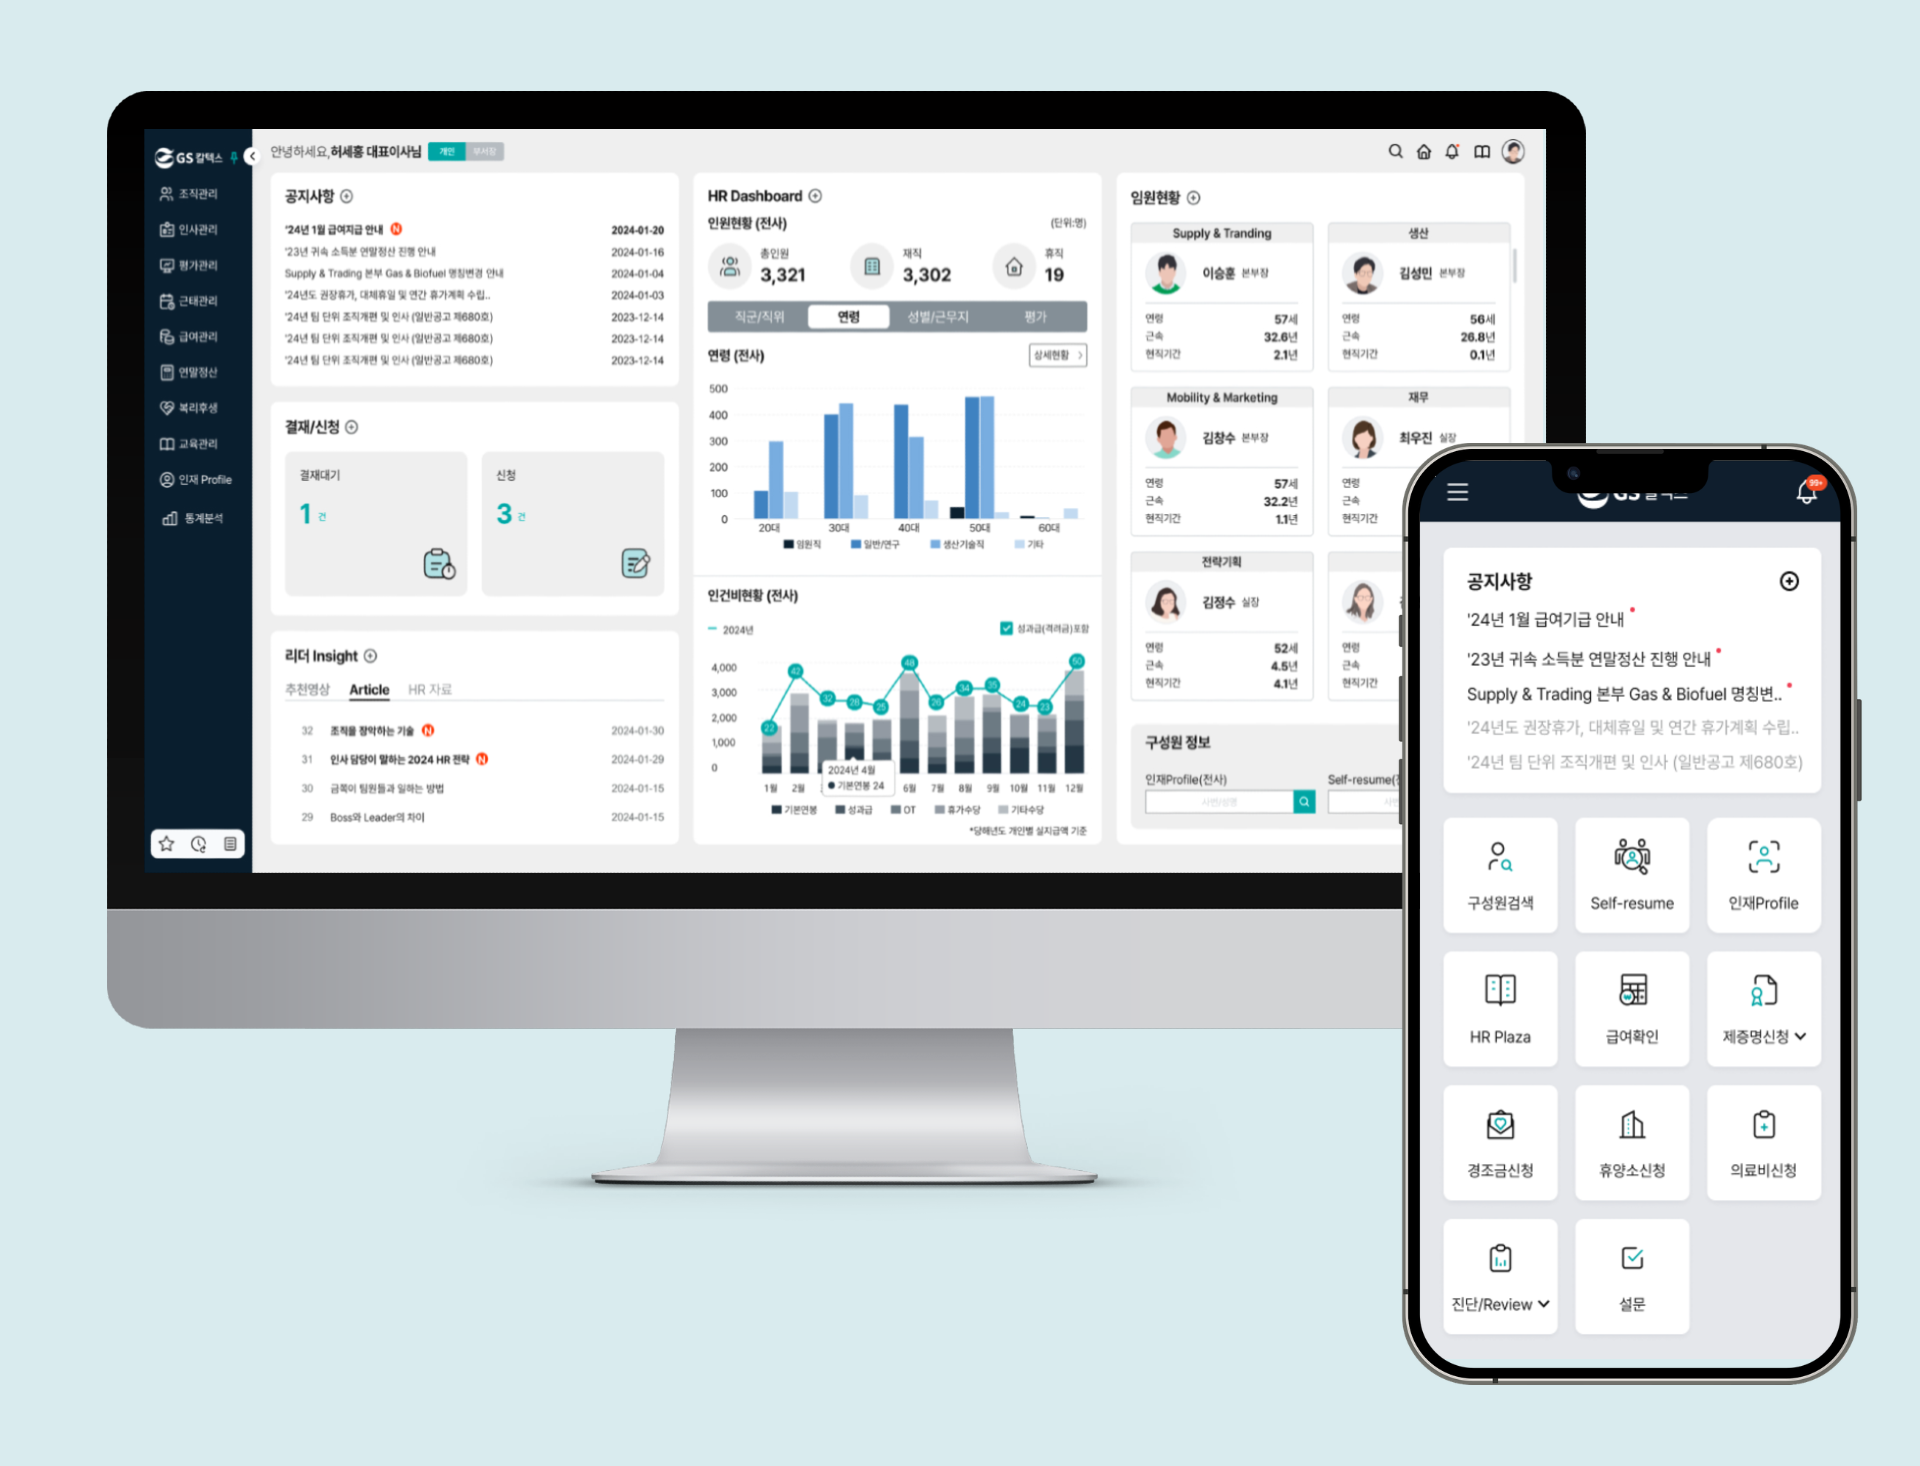 GS칼텍스
조직관리
인사관리
평가관리
근태관리
급여관리
연말정산
복리후생
교육관리
인재 Profile
통계분석
안녕하세요,허세홍 대표이사님
개인 부서장
공지사항
'24년 1월 급여지급 안내 N 2024-01-20
'23년 귀속 소득분 연말정산 진행 안내 2024-01-16
Supply & Trading 본부 Gas & Biofuel 명칭변경 안내 2024-01-04
'24년도 권장휴가, 대체휴일 및 연간 휴가계획 수립.. 2024-01-03
'24년 팀 단위 조직개편 및 인사 (일반공고 제680호) 2023-12-14
'24년 팀 단위 조직개편 및 인사 (일반공고 제680호) 2023-12-14
'24년 팀 단위 조직개편 및 인사 (일반공고 제680호) 2023-12-14
결재/신청
결재대기
1 건
신청
3 건
리더 Insight
추천영상 Article HR 자료
32 조직을 장악하는 기술 N 2024-01-30
31 인사 담당이 말하는 2024 HR 전략 N 2024-01-29
30 금쪽이 팀원들과 일하는 방법 2024-01-15
29 Boss와 Leader의 차이 2024-01-15
HR Dashboard
인원현황 (전사) (단위:명)
총인원
3,321
재직
3,302
휴직
19
직군/직위 연령 성별/근무지 평가
연령 (전사) 상세현황
500
400
300
200
100
0
20대 30대 40대 50대 60대
임원직 일반/연구 생산기술직 기타
인건비현황 (전사)
2024년 성과급(격려금)포함
4,000
3,000
2,000
1,000
0
22 42 32 28 25 48 26 34 35 24 23 50
2024년 4월
기본연봉 24
1월 2월 6월 7월 8월 9월 10월 11월 12월
기본연봉 성과급 OT 휴가수당 기타수당
*당해년도 개인별 실지급액 기준
임원현황
Supply & Tranding
이승훈 본부장
연령 57세
근속 32.6년
현직기간 2.1년
생산
김성민 본부장
연령 56세
근속 26.8년
현직기간 0.1년
Mobility & Marketing
김창수 본부장
연령 57세
근속 32.2년
현직기간 1.1년
재무
최우진 실장
연령
근속
현직기간
전략기획
김정수 실장
연령 52세
근속 4.5년
현직기간 4.1년
연령
근속
현직기간
구성원 정보
인재Profile(전사)
사번/성명
Self-resume(
GS 칼텍스
99+
공지사항
'24년 1월 급여기급 안내
'23년 귀속 소득분 연말정산 진행 안내
Supply & Trading 본부 Gas & Biofuel 명칭변..
'24년도 권장휴가, 대체휴일 및 연간 휴가계획 수립..
'24년 팀 단위 조직개편 및 인사 (일반공고 제680호)
구성원검색
Self-resume
인재Profile
HR Plaza
급여확인
제증명신청
경조금신청
휴양소신청
의료비신청
진단/Review
설문